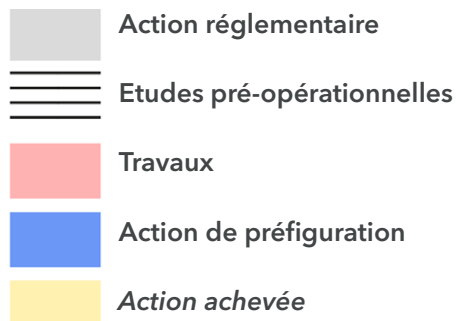 Action réglementaire
Etudes pré-opérationnelles
Travaux
Action de préfiguration
Action achevée